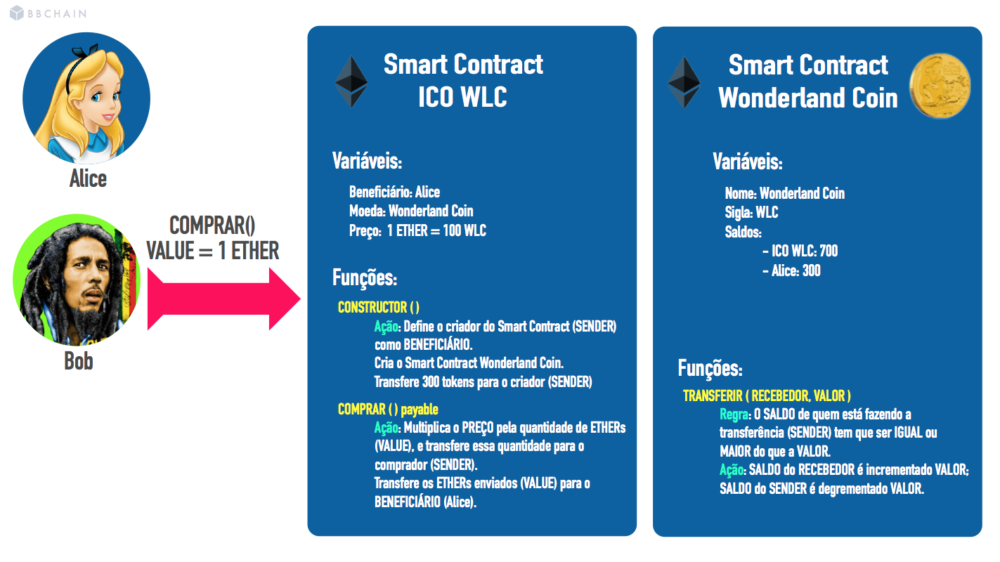 BBCHAIN
Alice
COMPRAR()
VALUE = 1 ETHER
Bob
Smart Contract
ICO WLC
Variáveis:
Beneficiário: Alice
Moeda: Wonderland Coin
Preço: 1 ETHER = 100 WLC
Funções:
CONSTRUCTOR ( )
Ação: Define o criador do Smart Contract (SENDER)
como BENEFICIÁRIO.
Cria o Smart Contract Wonderland Coin.
Transfere 300 tokens para o criador (SENDER)
COMPRAR ( ) payable
Ação: Multiplica o PREÇO pela quantidade de ETHERs
(VALUE), e transfere essa quantidade para o
comprador (SENDER).
Transfere os ETHERs enviados (VALUE) para o
BENEFICIÁRIO (Alice).
Smart Contract
Wonderland Coin
Variáveis:
Nome: Wonderland Coin
Sigla: WLC
Saldos:
- ICO WLC: 700
- Alice: 300
Funções:
TRANSFERIR ( RECEBEDOR, VALOR )
Regra: O SALDO de quem está fazendo a
transferência (SENDER) tem que ser IGUAL ou
MAIOR do que a VALOR.
Ação: SALDO do RECEBEDOR é incrementado VALOR;
SALDO do SENDER é degrementado VALOR.